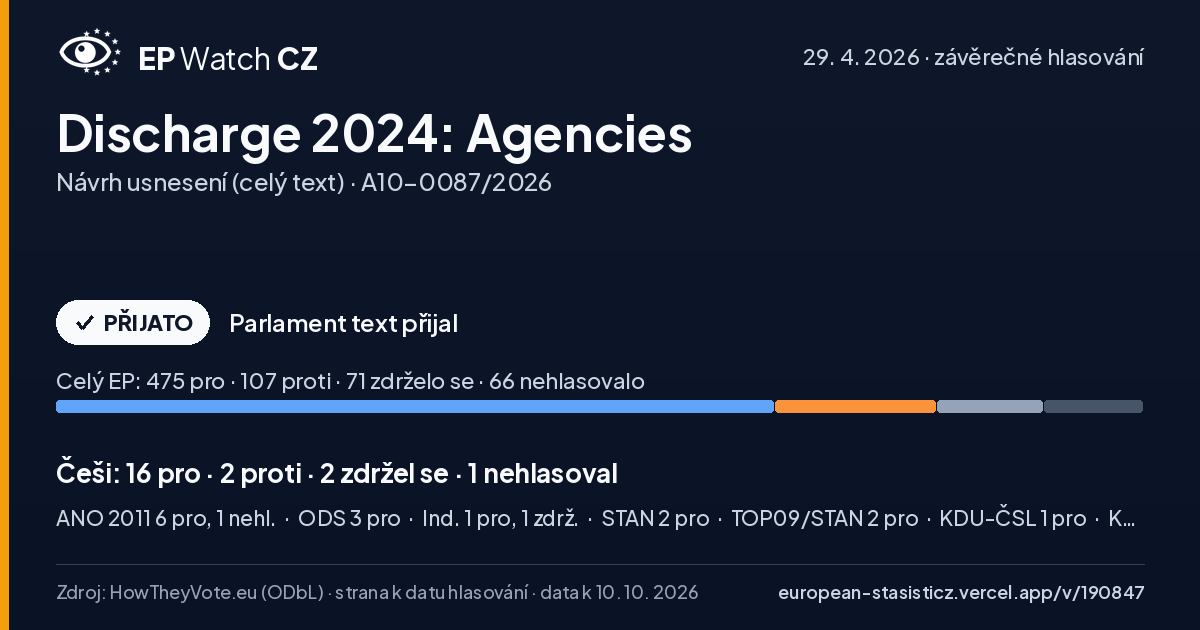 EP Watch CZ
29. 4. 2026 · závěrečné hlasování
Discharge 2024: Agencies
Návrh usnesení (celý text) · A10-0087/2026
✓ PŘIJATO
Parlament text přijal
Celý EP: 475 pro · 107 proti · 71 zdrželo se · 66 nehlasovalo
Češi: 16 pro · 2 proti · 2 zdržel se · 1 nehlasoval
ANO 2011 6 pro, 1 nehl. · ODS 3 pro · Ind. 1 pro, 1 zdrž. · STAN 2 pro · TOP09/STAN 2 pro · KDU-ČSL 1 pro · K…
Zdroj: HowTheyVote.eu (ODbL) · strana k datu hlasování · data k 10. 10. 2026
european-stasisticz.vercel.app/v/190847